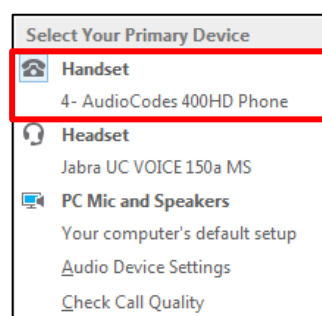 Select Your Primary Device
Handset
4- AudioCodes 400HD Phone
Headset
Jabra UC VOICE 150a MS
PC Mic and Speakers
Your computer's default setup
Audio Device Settings
Check Call Quality